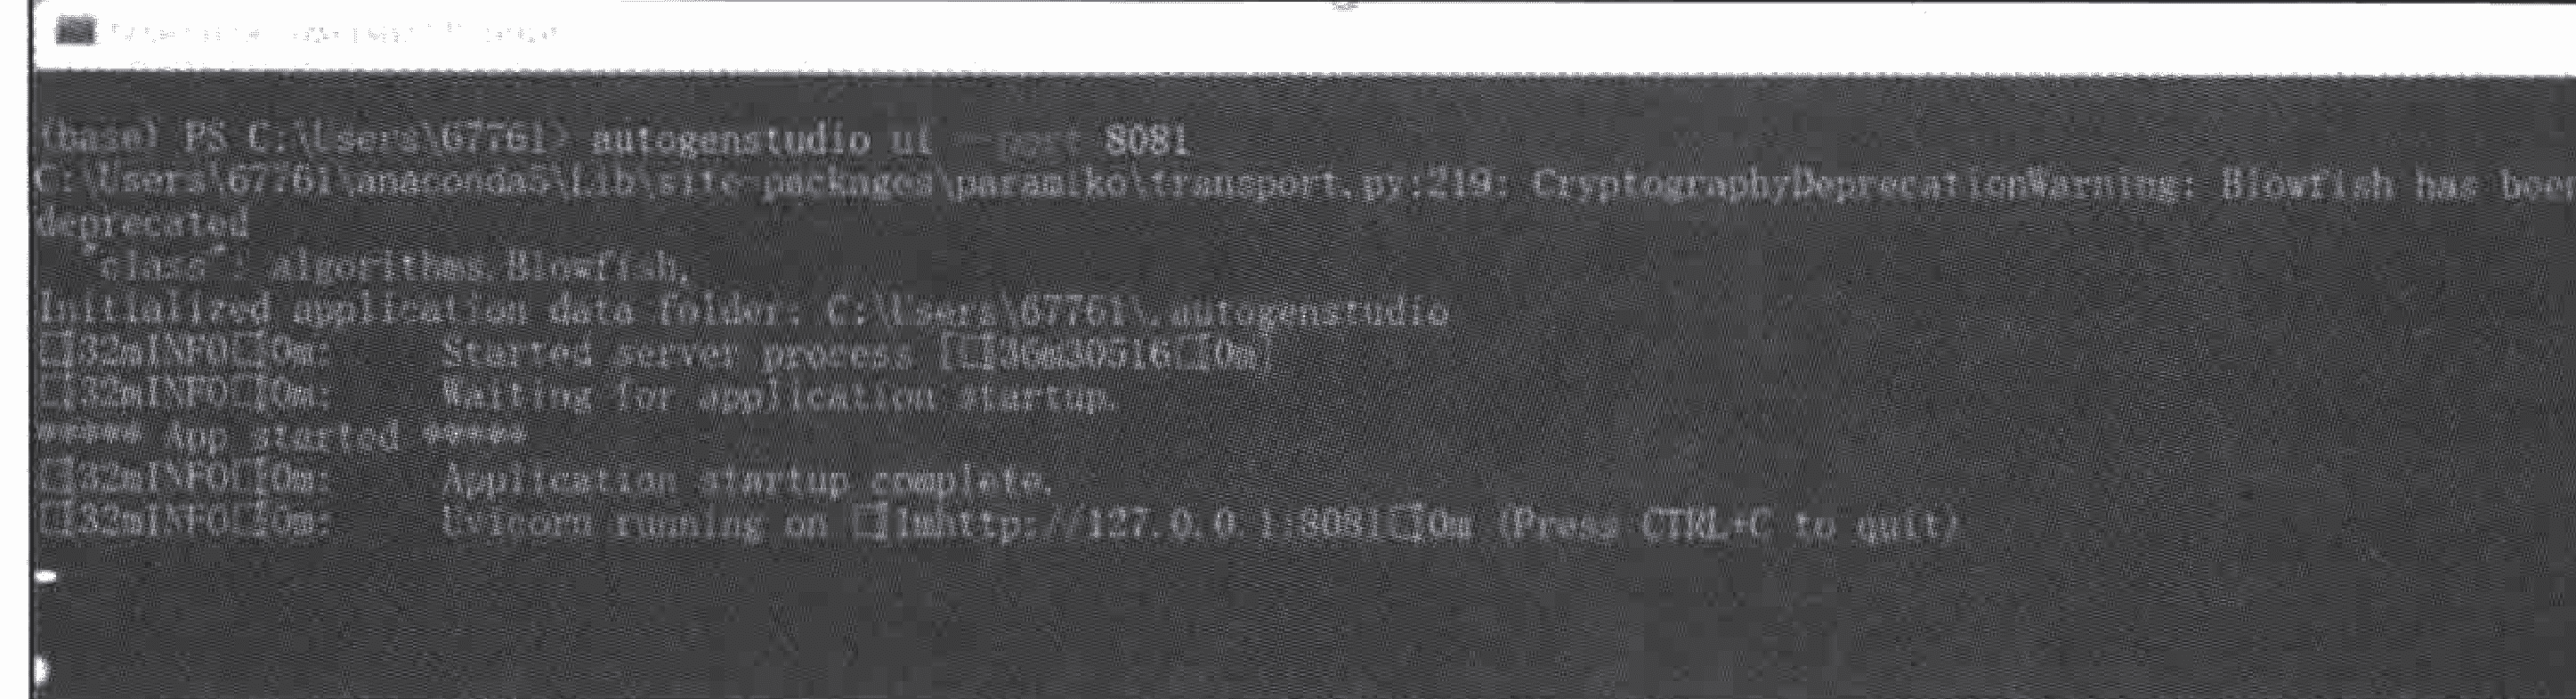 (base) PS C:\Users\67761> autogenstudio ui --port 8081
C:\Users\67761\anaconda3\Lib\site-packages\paramiko\transport.py:219: CryptographyDeprecationWarning: Blowfish has been
deprecated
"class": algorithms.Blowfish,
Initialized application data folder: C:\Users\67761\.autogenstudio
□[32mINFO□[0m: Started server process [□[36m30516□[0m]
□[32mINFO□[0m: Waiting for application startup.
***** App started *****
□[32mINFO□[0m: Application startup complete.
□[32mINFO□[0m: Uvicorn running on □[1mhttp://127.0.0.1:8081□[0m (Press CTRL+C to quit)